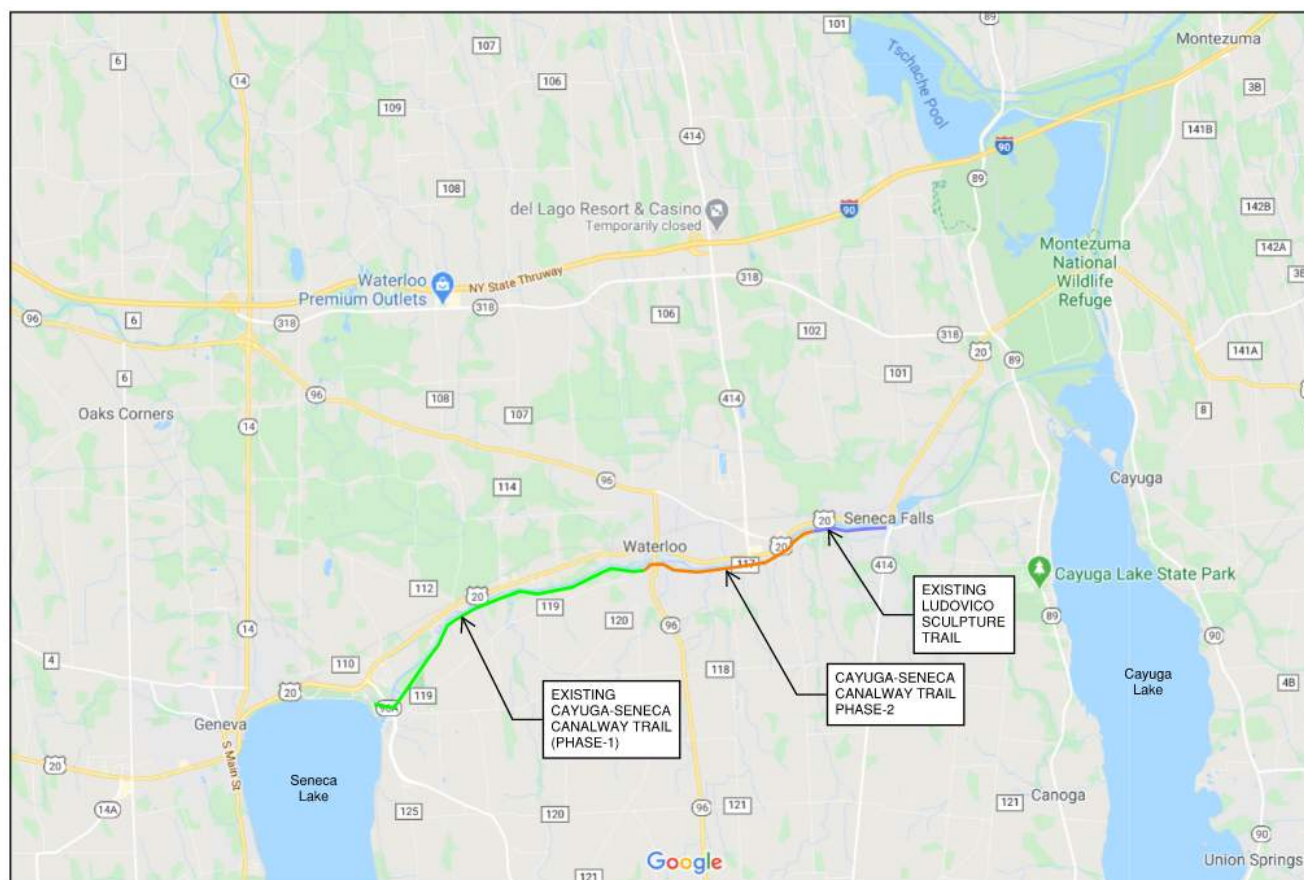 101
89
Montezuma
107
6
106
14
109
Tschache Pool
3B
414
141B
90
89
108
142B
del Lago Resort & Casino
Temporarily closed
90
142A
Montezuma
National
Wildlife
Refuge
NY State Thruway
318
Waterloo
Premium Outlets
96
6
318
318
106
102
318
20
89
141A
101
6
96
108
107
Oaks Corners
14
414
8
96
114
Cayuga
20
Seneca Falls
Waterloo
20
117
414
Cayuga Lake State Park
112
20
119
120
96
89
EXISTING
LUDOVICO
SCULPTURE
TRAIL
90
4
110
118
CAYUGA-SENECA
CANALWAY TRAIL
PHASE-2
Cayuga
Lake
4B
20
119
96A
EXISTING
CAYUGA-SENECA
CANALWAY TRAIL
(PHASE-1)
Geneva
S Main St
20
Seneca
Lake
14
14A
125
120
96
121
121
Canoga
90
Google
121
Union Springs